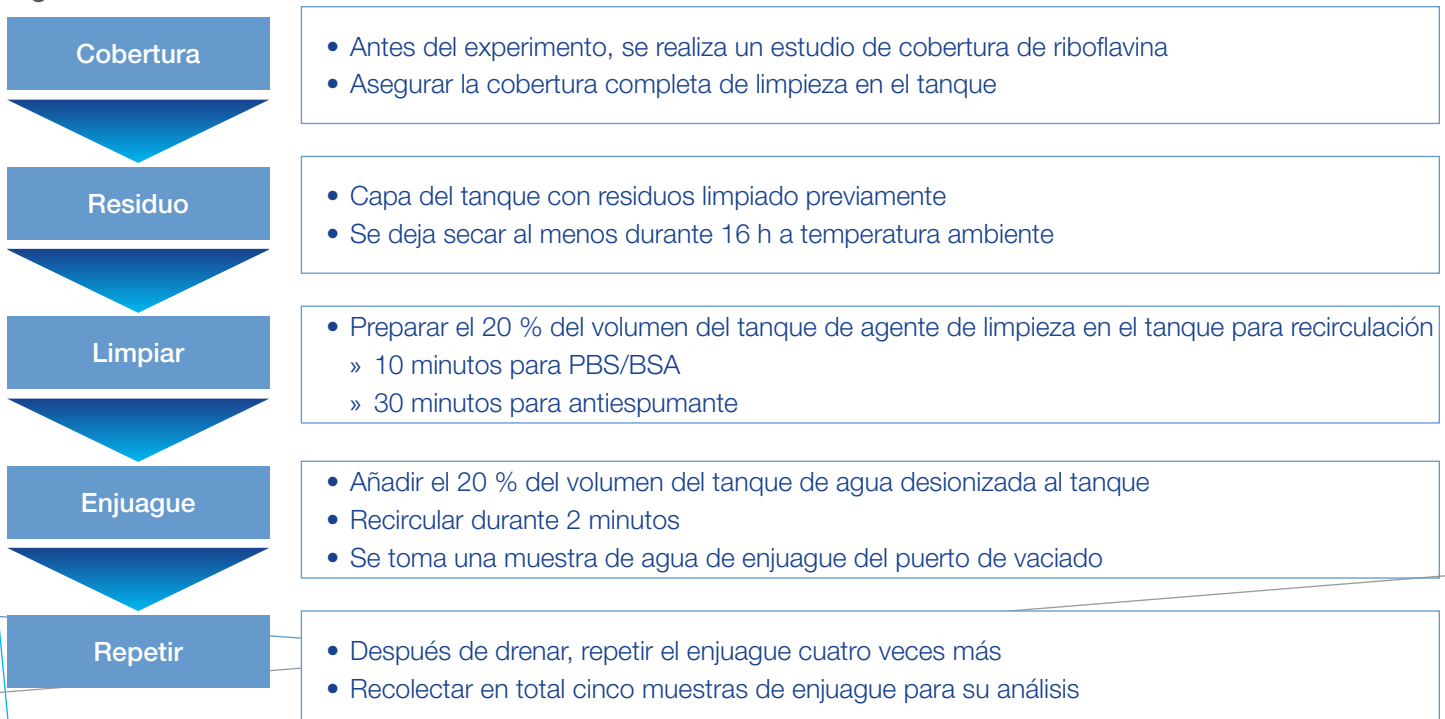 Cobertura
• Antes del experimento, se realiza un estudio de cobertura de riboflavina
• Asegurar la cobertura completa de limpieza en el tanque
Residuo
• Capa del tanque con residuos limpiado previamente
• Se deja secar al menos durante 16 h a temperatura ambiente
Limpiar
• Preparar el 20 % del volumen del tanque de agente de limpieza en el tanque para recirculación
» 10 minutos para PBS/BSA
» 30 minutos para antiespumante
Enjuague
• Añadir el 20 % del volumen del tanque de agua desionizada al tanque
• Recircular durante 2 minutos
• Se toma una muestra de agua de enjuague del puerto de vaciado
Repetir
• Después de drenar, repetir el enjuague cuatro veces más
• Recolectar en total cinco muestras de enjuague para su análisis